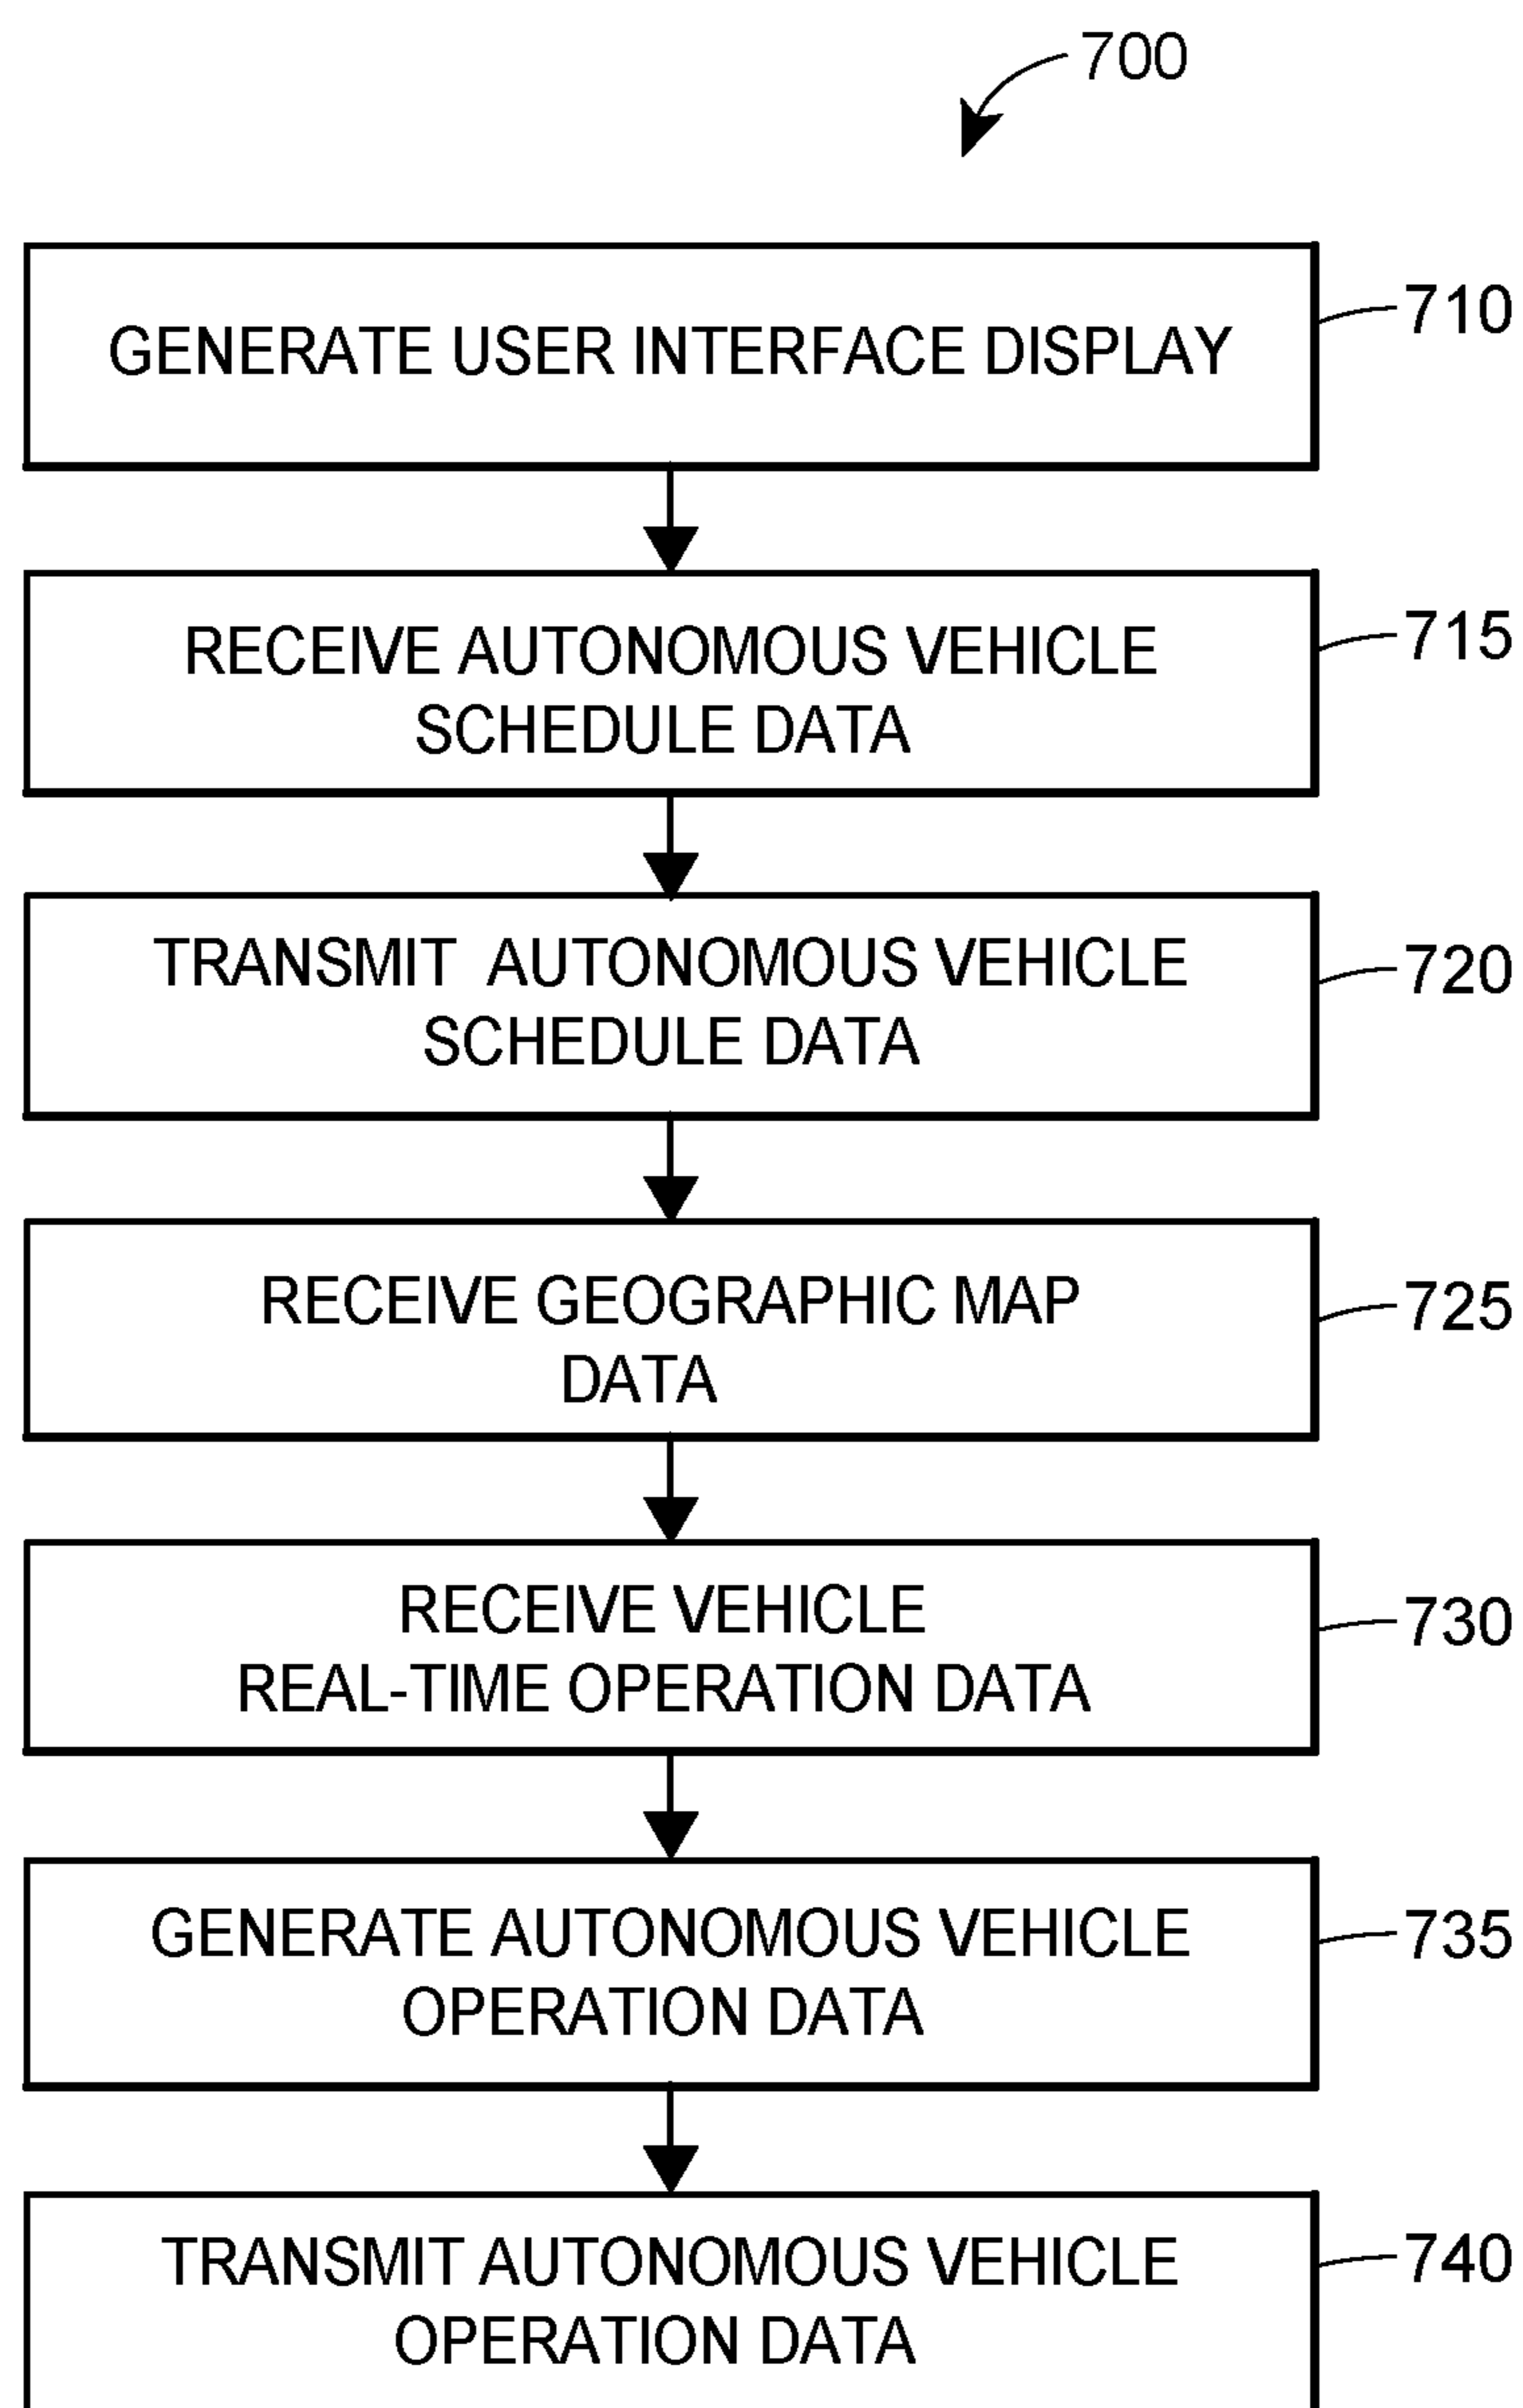 700
GENERATE USER INTERFACE DISPLAY
710
RECEIVE AUTONOMOUS VEHICLE
SCHEDULE DATA
715
TRANSMIT AUTONOMOUS VEHICLE
SCHEDULE DATA
720
RECEIVE GEOGRAPHIC MAP
DATA
725
RECEIVE VEHICLE
REAL-TIME OPERATION DATA
730
GENERATE AUTONOMOUS VEHICLE
OPERATION DATA
735
TRANSMIT AUTONOMOUS VEHICLE
OPERATION DATA
740